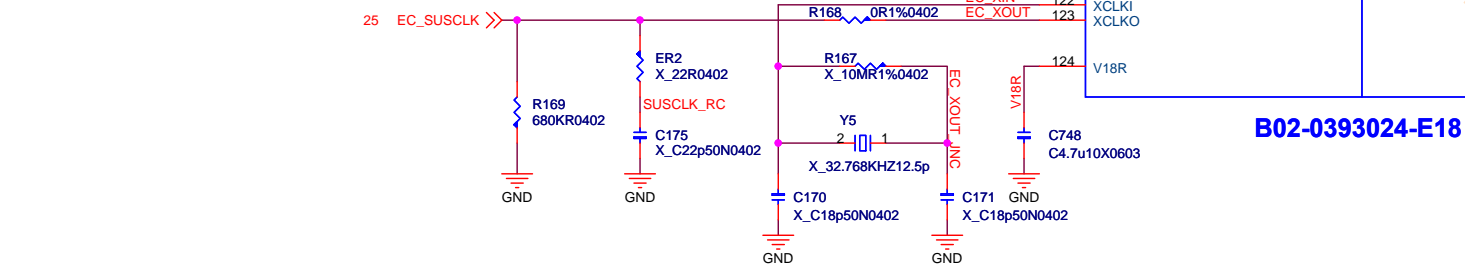 25 EC_SUSCLK
R168 0R1%0402
EC_XIN
EC_XOUT
122
123
XCLKI
XCLKO
R167
X_10MR1%0402
124
V18R
V18R
EC_XOUT_JNC
ER2
X_22R0402
SUSCLK_RC
R169
680KR0402
C175
X_C22p50N0402
Y5
2 1
X_32.768KHZ12.5p
C748
C4.7u10X0603
B02-0393024-E18
GND
GND
GND
C170
X_C18p50N0402
C171
X_C18p50N0402
GND
GND